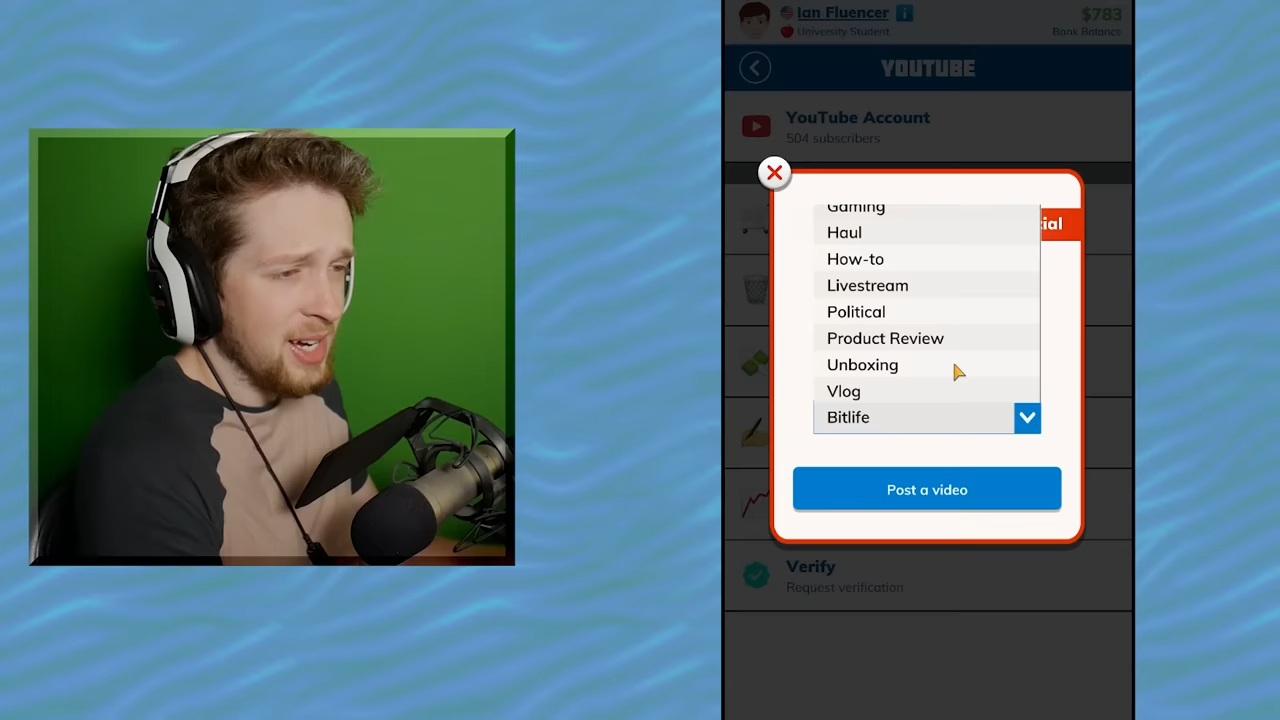 Ian Fluencer
$783
University Student
Bank Balance
YOUTUBE
YouTube Account
504 subscribers
cial
Gaming
Haul
How-to
Livestream
Political
Product Review
Unboxing
Vlog
Bitlife
Post a video
Verify
Request verification